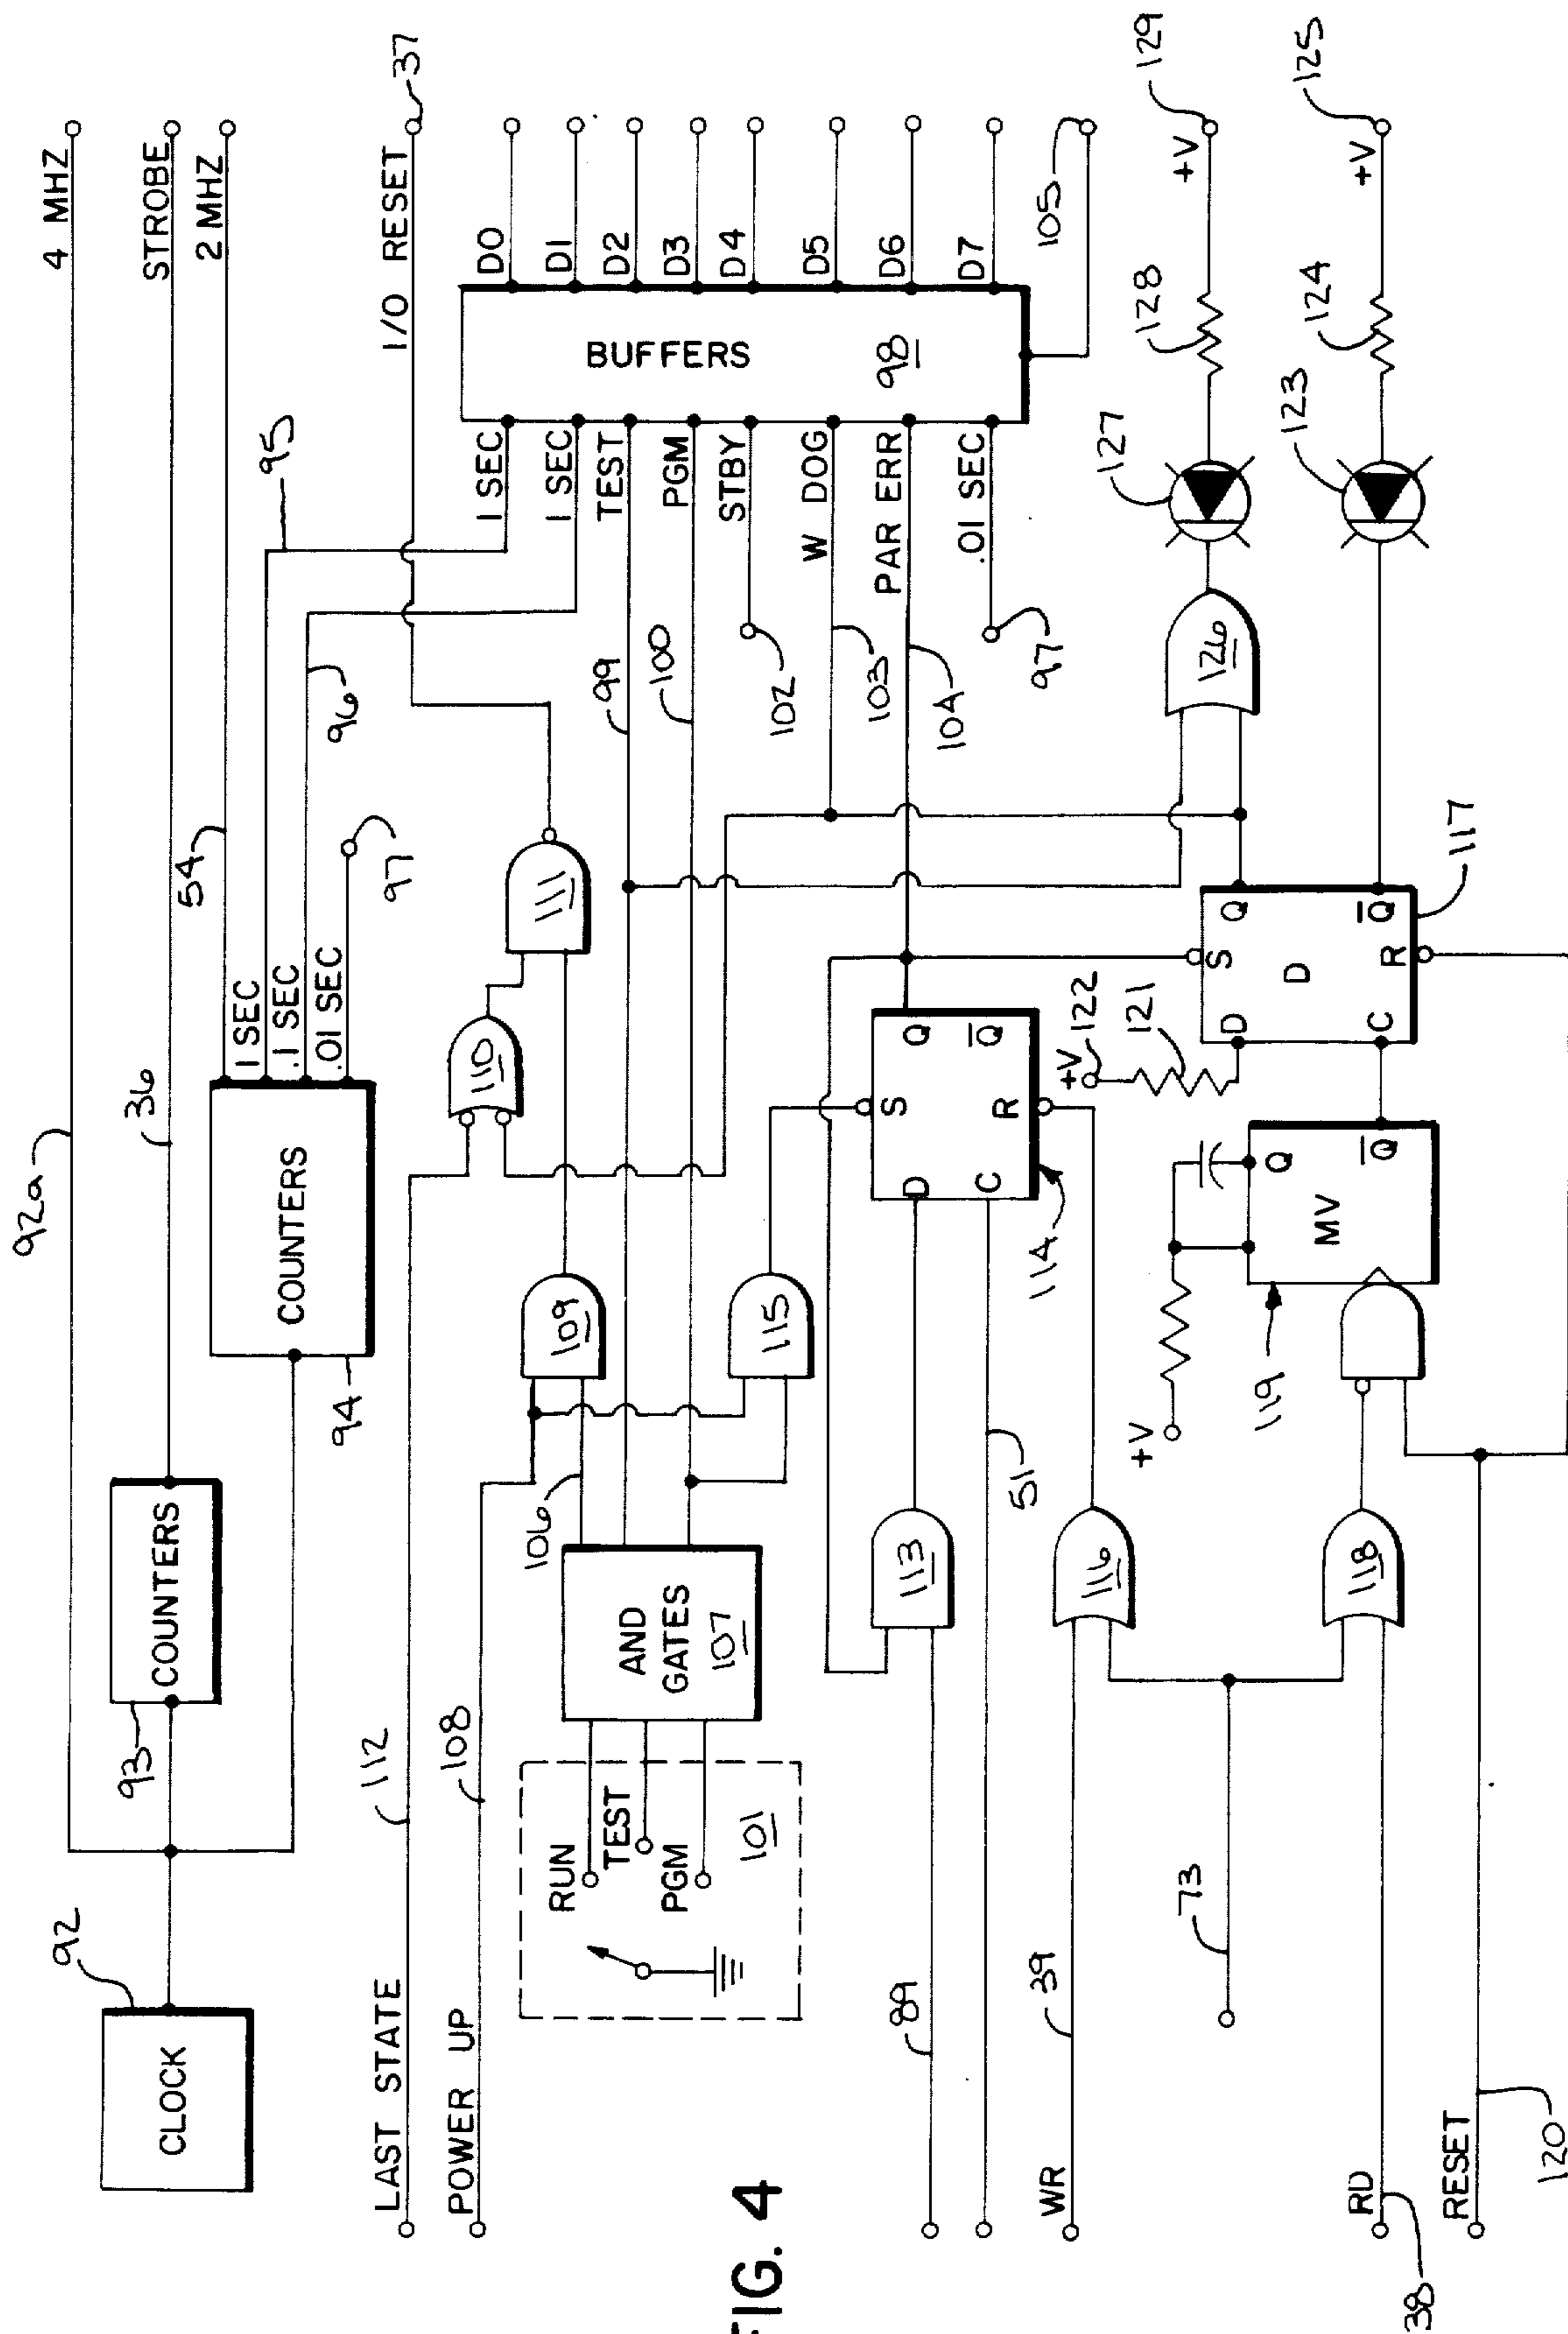 FIG. 4
CLOCK
92
92a
4 MHZ
COUNTERS
93
36
STROBE
54
2 MHZ
COUNTERS
94
1 SEC
.1 SEC
.01 SEC
95
96
97
LAST STATE
112
I/O RESET
37
POWER UP
108
110
111
109
106
RUN
TEST
PGM
101
AND
GATES
107
115
99
100
1 SEC
1 SEC
TEST
PGM
STBY
W DOG
PAR ERR
.01 SEC
102
103
104
97
BUFFERS
98
D0
D1
D2
D3
D4
D5
D6
D7
105
89
113
51
D
C
S
R
Q
Q
114
WR
39
116
73
RD
38
118
RESET
120
+V
119
MV
Q
Q
+V
122
121
D
C
S
D
R
Q
Q
117
126
127
128
+V
129
123
124
+V
125